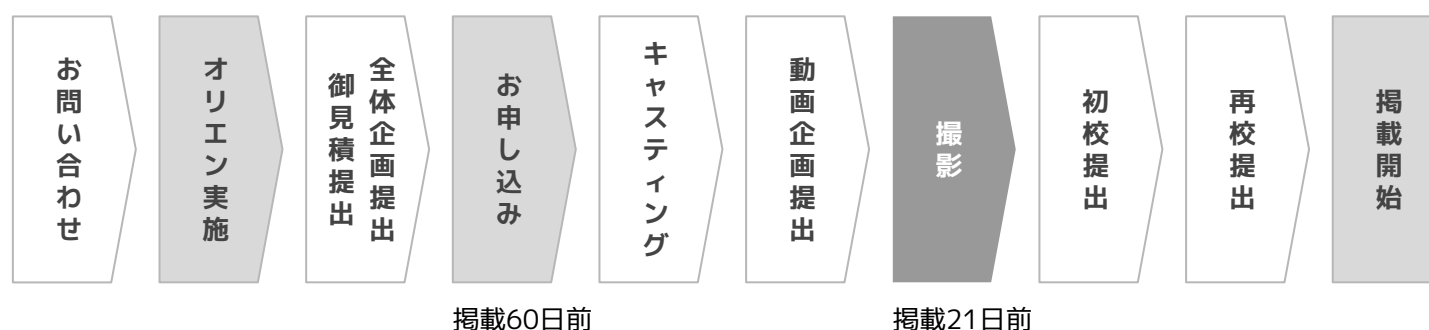 お問い合わせ
オリエン実施
全体企画提出
御見積提出
お申し込み
キャスティング
動画企画提出
撮影
初校提出
再校提出
掲載開始
掲載60日前
掲載21日前